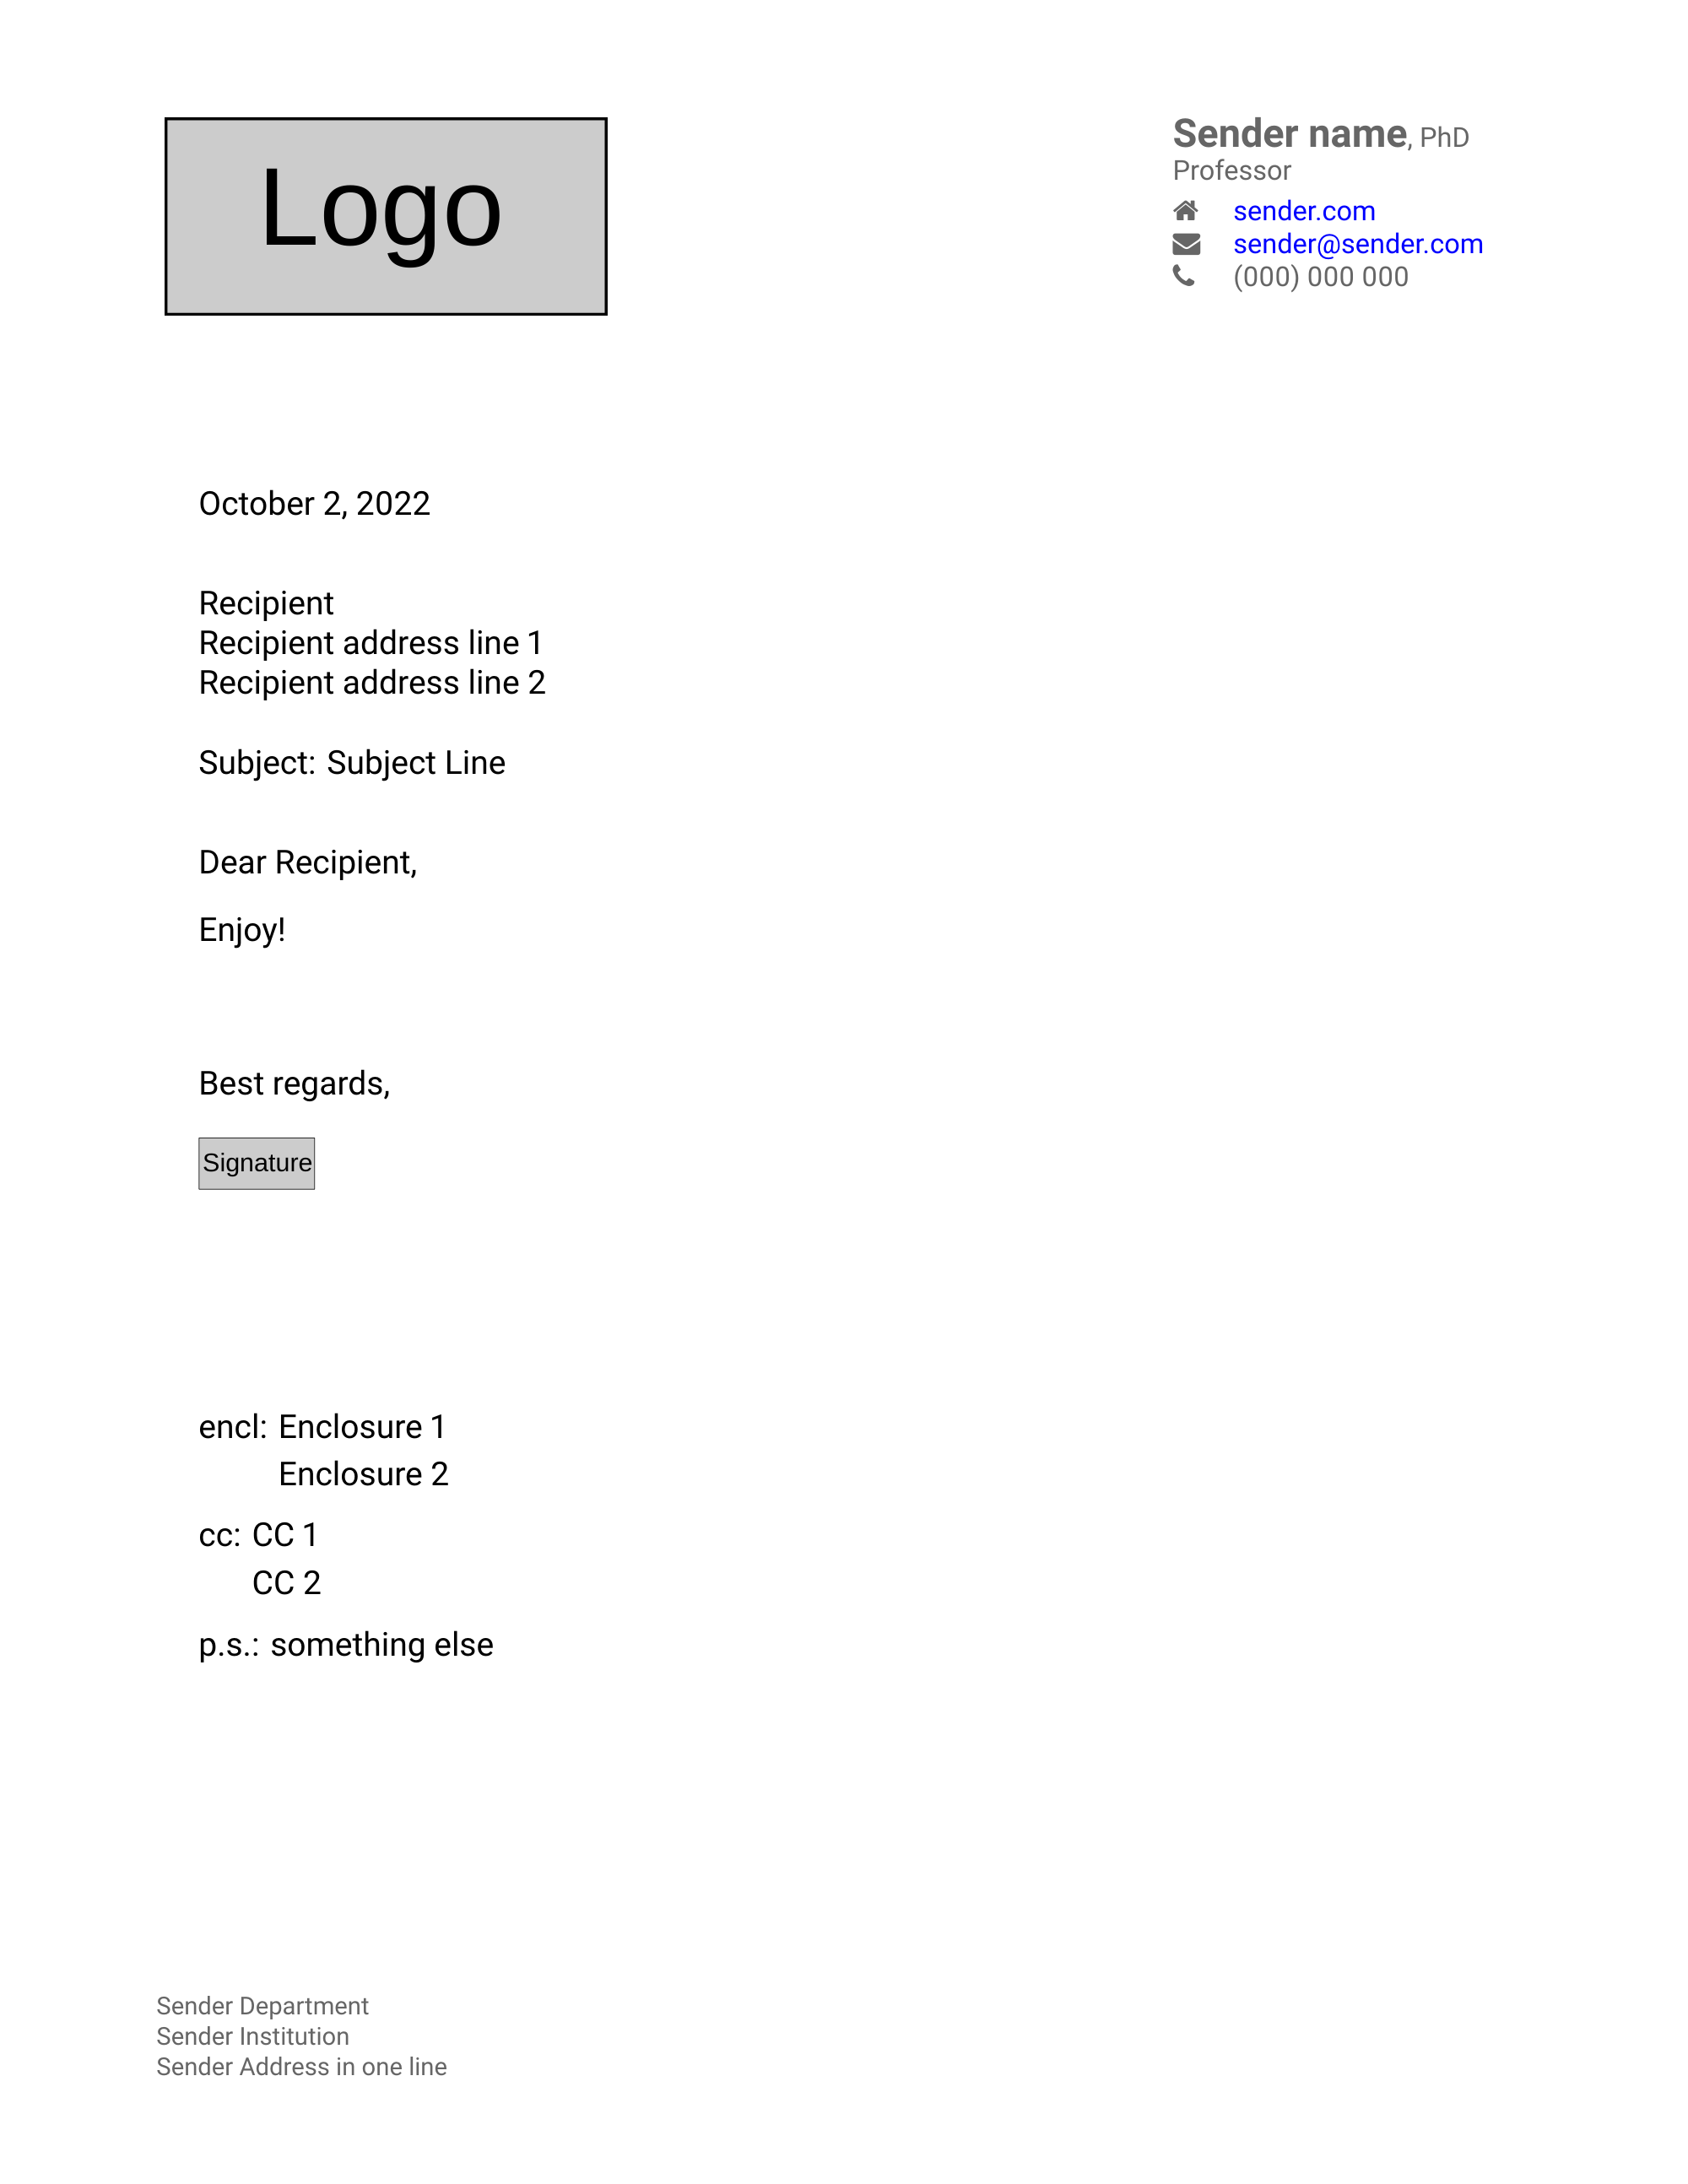 Logo
Sender name, PhD
Professor
sender.com
sender@sender.com
(000) 000 000
October 2, 2022
Recipient
Recipient address line 1
Recipient address line 2
Subject: Subject Line
Dear Recipient,
Enjoy!
Best regards,
Signature
encl: Enclosure 1
Enclosure 2
cc: CC 1
CC 2
p.s.: something else
Sender Department
Sender Institution
Sender Address in one line